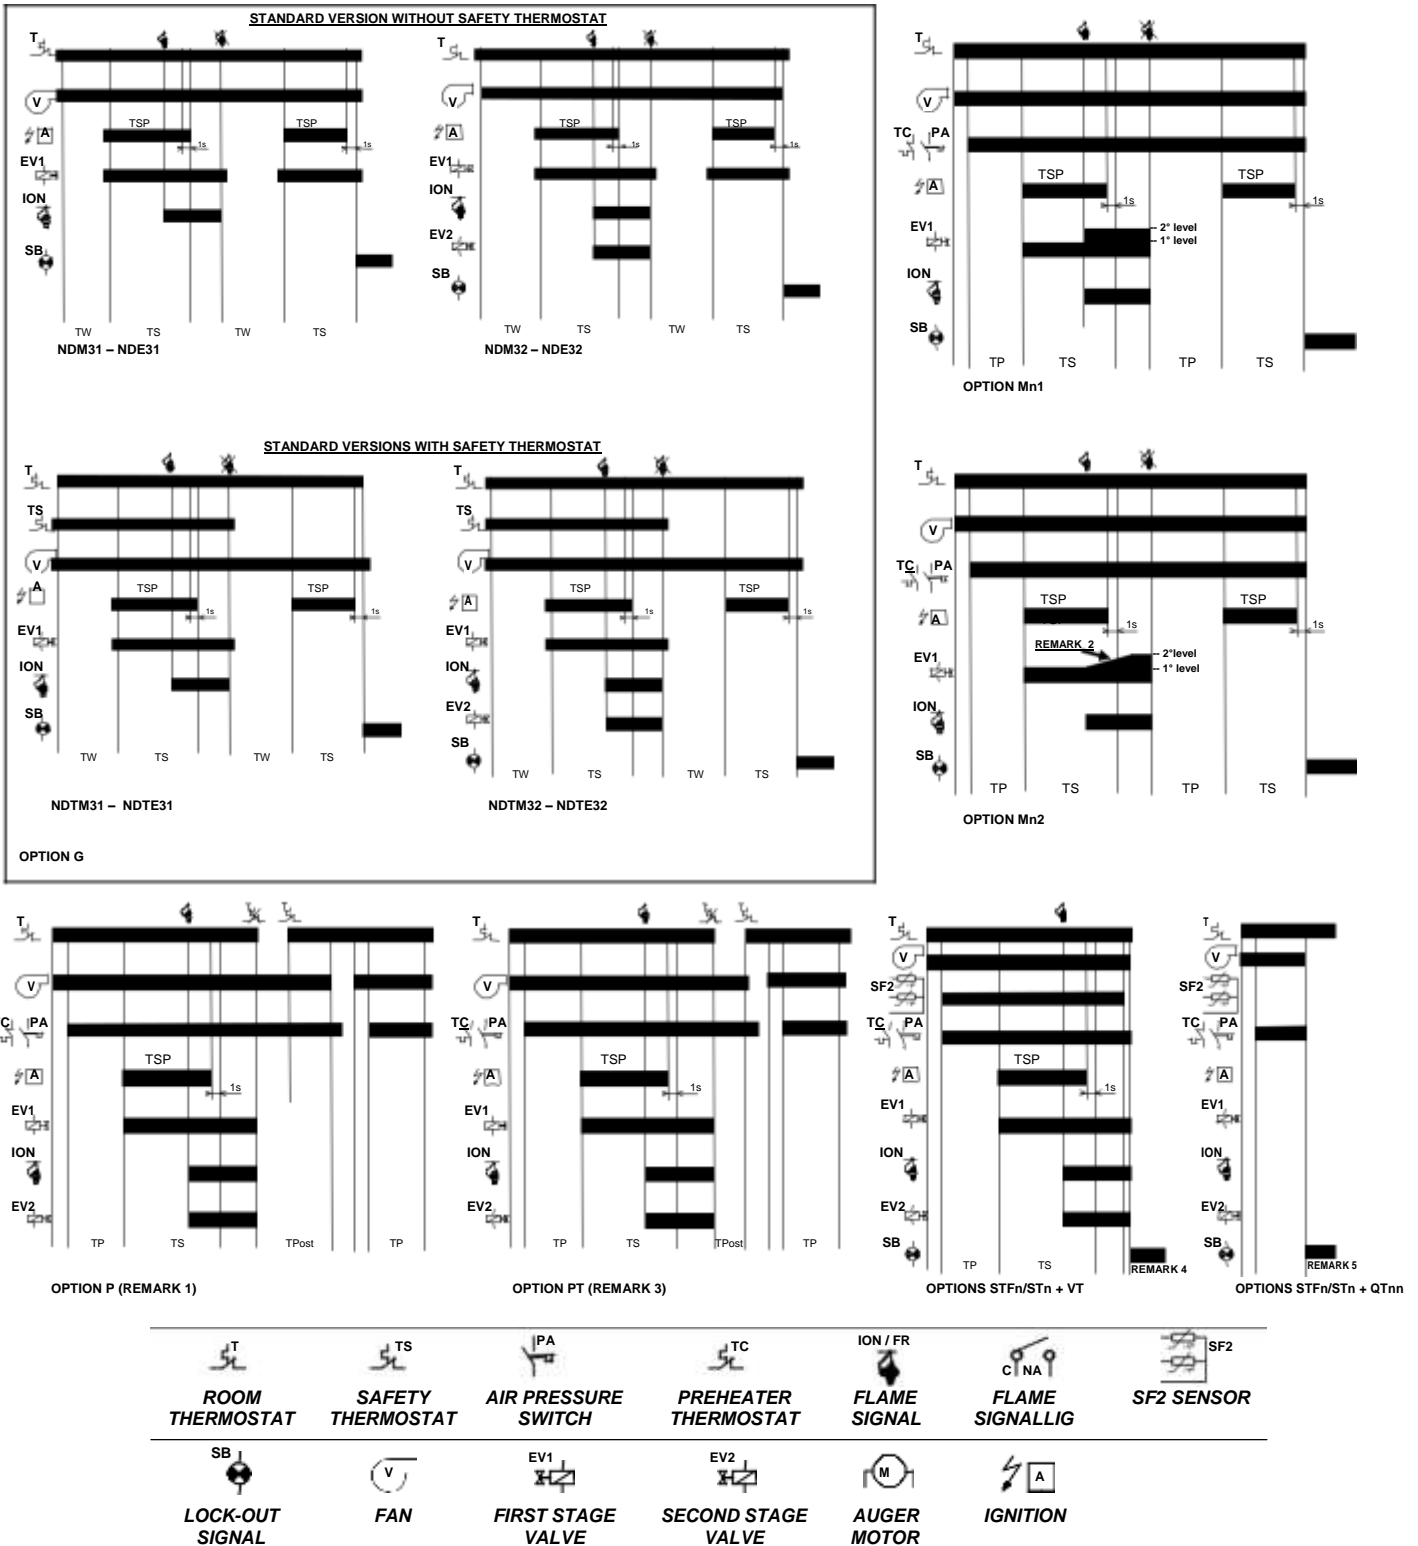 STANDARD VERSION WITHOUT SAFETY THERMOSTAT
T
V
A
TSP
TSP
1s
1s
EV1
ION
SB
TW TS TW TS
NDM31 – NDE31
T
V
A
TSP
TSP
1s
1s
EV1
ION
EV2
SB
TW TS TW TS
NDM32 – NDE32
STANDARD VERSIONS WITH SAFETY THERMOSTAT
T
TS
V
A
TSP
TSP
1s
1s
EV1
ION
SB
TW TS TW TS
NDTM31 – NDTE31
T
TS
V
A
TSP
TSP
1s
1s
EV1
ION
EV2
SB
TW TS TW TS
NDTM32 – NDTE32
OPTION G
T
V
TC PA
A
TSP
TSP
1s
1s
EV1
2° level
1° level
ION
SB
TP TS TP TS
OPTION Mn1
T
V
TC PA
A
TSP
TSP
1s
1s
REMARK 2
EV1
2°level
1° level
ION
SB
TP TS TP TS
OPTION Mn2
T
V
C PA
TSP
A
1s
EV1
ION
EV2
TP TS TPost TP
OPTION P (REMARK 1)
T
V
TC PA
TSP
A
1s
EV1
ION
EV2
TP TS TPost TP
OPTION PT (REMARK 3)
T
V
SF2
TC PA
TSP
A
1s
EV1
ION
EV2
SB
TP TS
REMARK 4
OPTIONS STFn/STn + VT
T
V
SF2
TC PA
A
EV1
ION
EV2
SB
REMARK 5
OPTIONS STFn/STn + QTnn
T
ROOM
THERMOSTAT
TS
SAFETY
THERMOSTAT
PA
AIR PRESSURE
SWITCH
TC
PREHEATER
THERMOSTAT
ION / FR
FLAME
SIGNAL
C NA
FLAME
SIGNALLIG
SF2
SF2 SENSOR
SB
LOCK-OUT
SIGNAL
V
FAN
EV1
FIRST STAGE
VALVE
EV2
SECOND STAGE
VALVE
M
AUGER
MOTOR
A
IGNITION